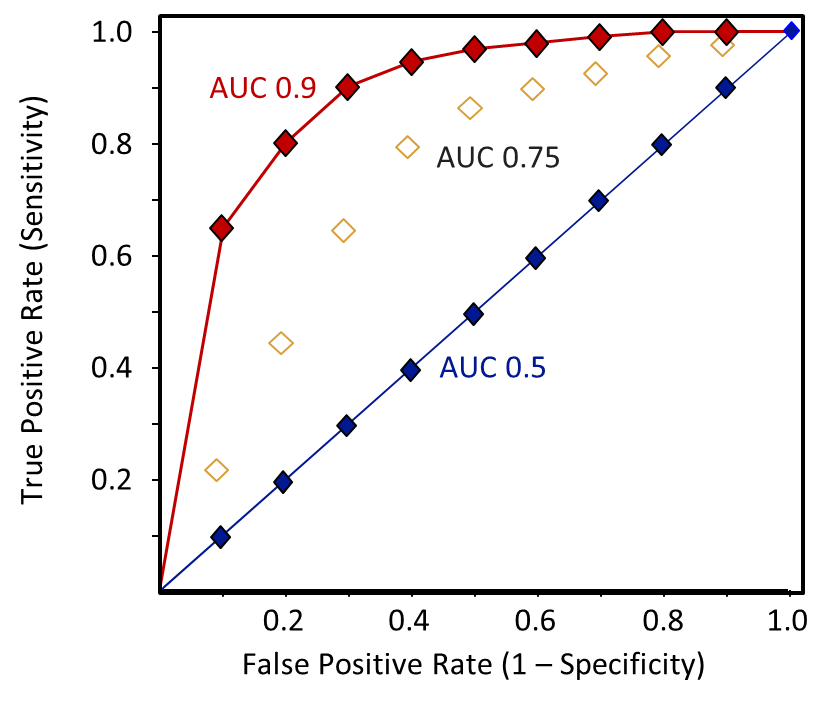 True Positive Rate (Sensitivity)
1.0
0.8
0.6
0.4
0.2
AUC 0.9
AUC 0.75
AUC 0.5
0.2 0.4 0.6 0.8 1.0
False Positive Rate (1 – Specificity)